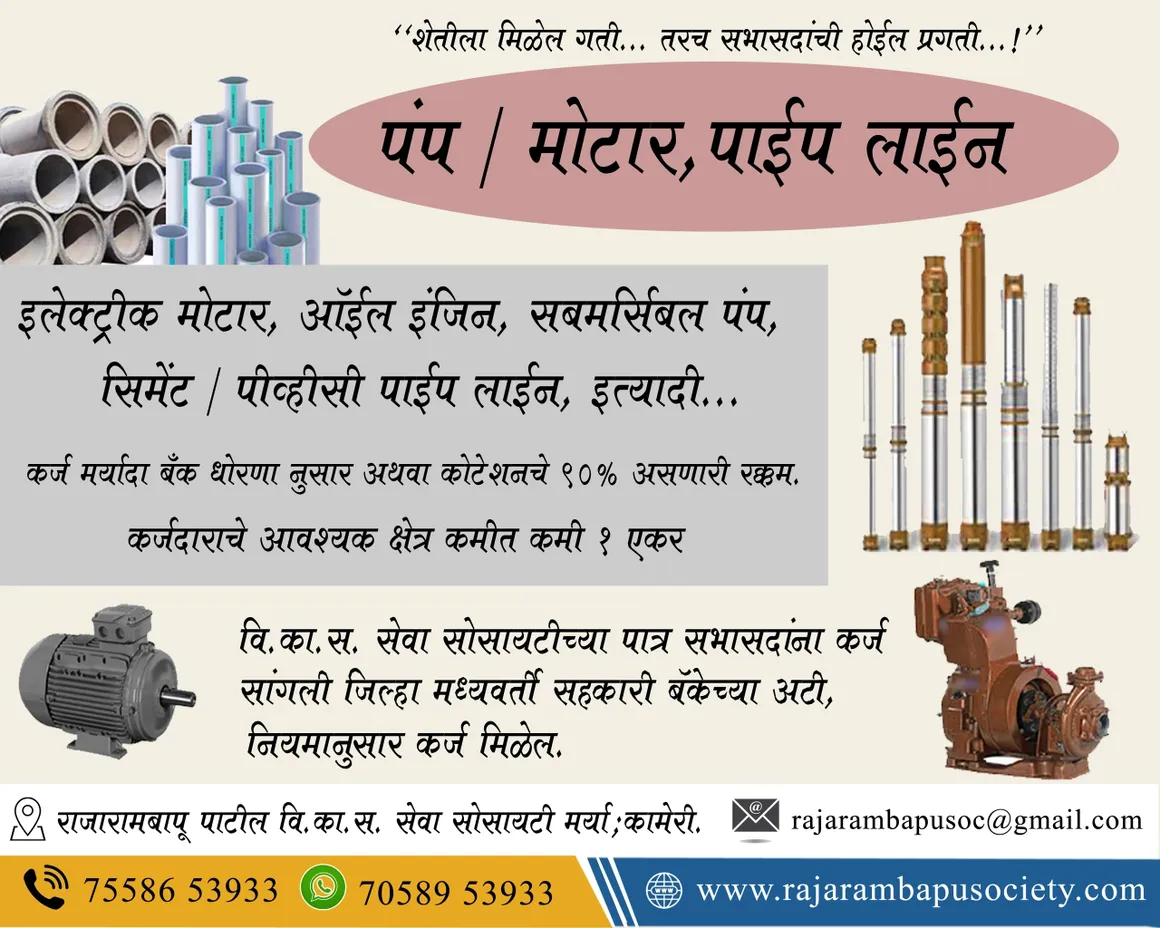 “शेतीला मिळेल गती... तरच सभासदांची होईल प्रगती...!”
पंप / मोटार,पाईप लाईन
इलेक्ट्रीक मोटार, ऑईल इंजिन, सबमर्सिबल पंप,
सिमेंट / पीव्हीसी पाईप लाईन, इत्यादी...
कर्ज मर्यादा बँक धोरणा नुसार अथवा कोटेशनचे ९०% असणारी रक्कम.
कर्जदाराचे आवश्यक क्षेत्र कमीत कमी १ एकर
वि.का.स. सेवा सोसायटीच्या पात्र सभासदांना कर्ज
सांगली जिल्हा मध्यवर्ती सहकारी बॅकेच्या अटी,
नियमानुसार कर्ज मिळेल.
राजारामबापू पाटील वि.का.स. सेवा सोसायटी मर्या;कामेरी.
rajarambapusoc@gmail.com
75586 53933
70589 53933
www.rajarambapusociety.com